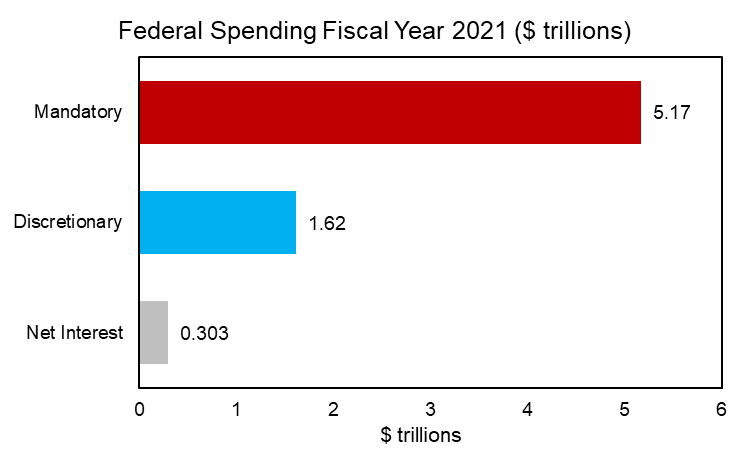 Federal Spending Fiscal Year 2021 ($ trillions)
Mandatory
5.17
Discretionary
1.62
Net Interest
0.303
0 1 2 3 4 5 6
$ trillions